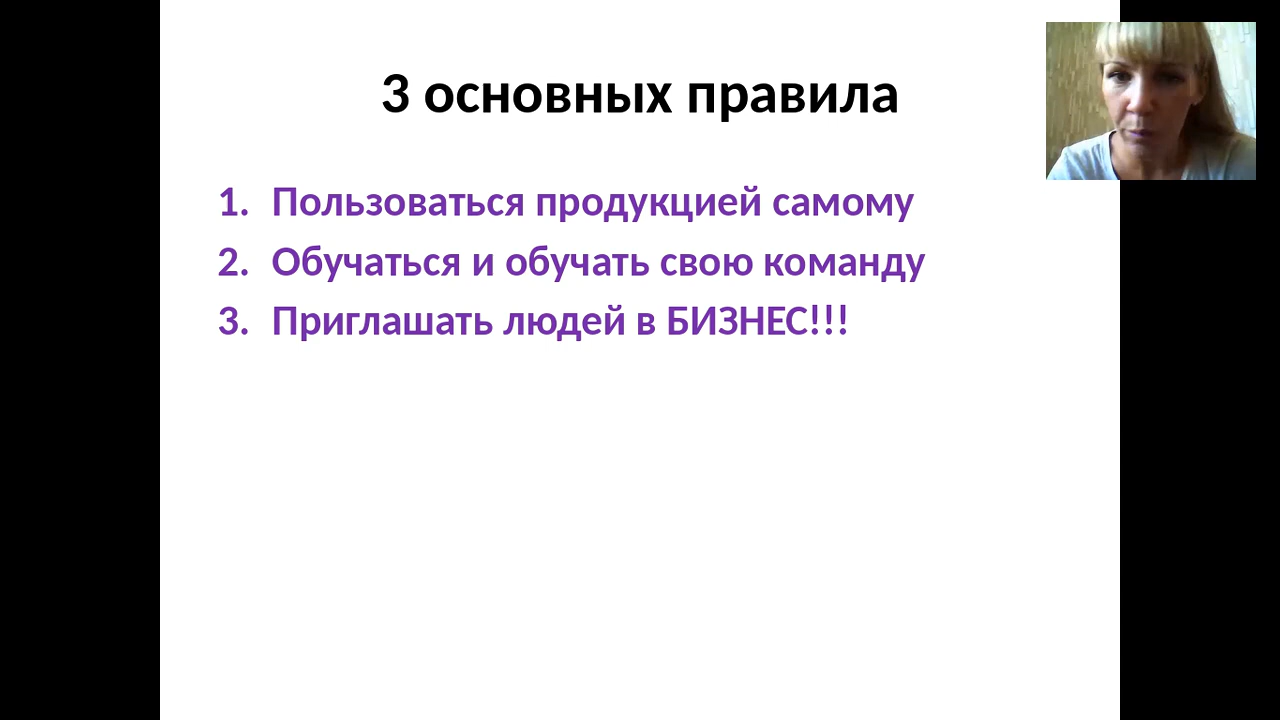 3 основных правила
1. Пользоваться продукцией самому
2. Обучаться и обучать свою команду
3. Приглашать людей в БИЗНЕС!!!